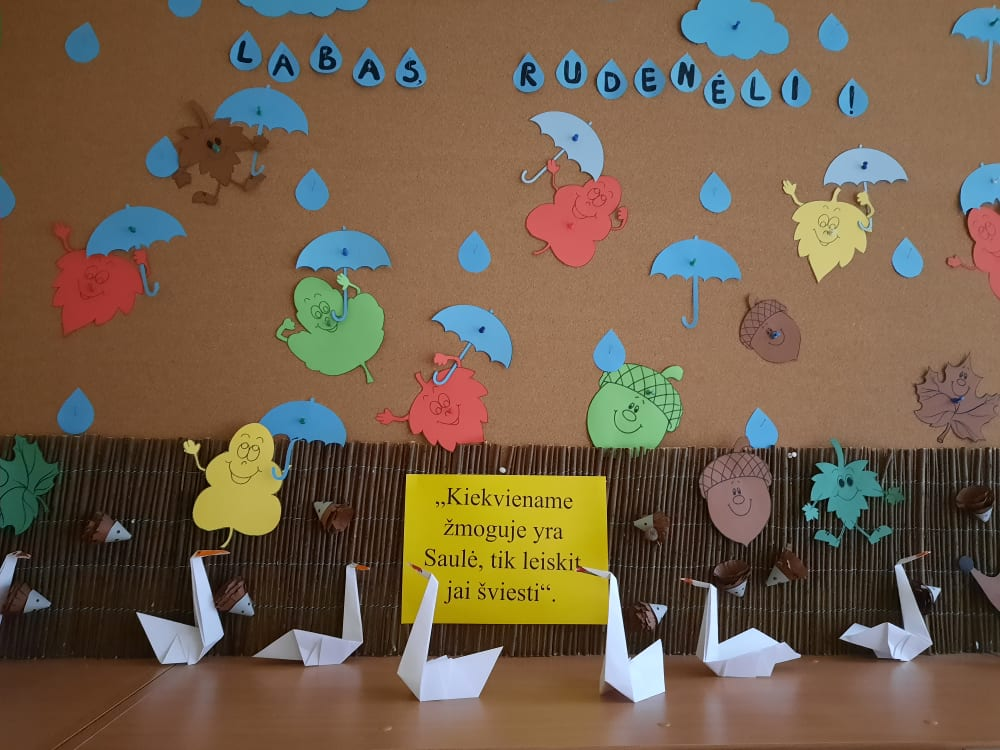 LABAS, RUDENĖLI!
„Kiekviename
žmoguje yra
Saulė, tik leiskit
jai šviesti“.